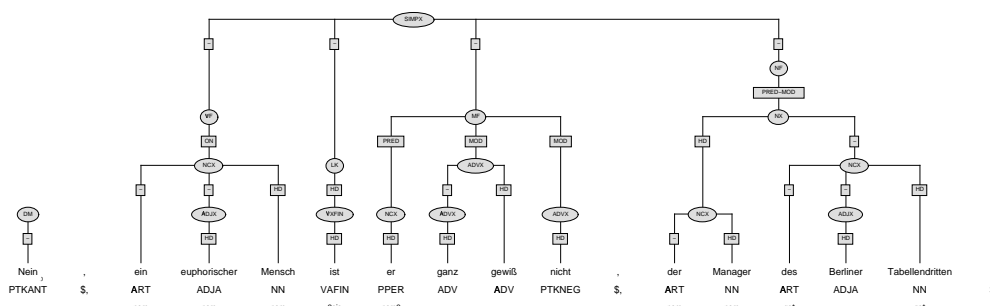 SIMPX
– – – –
NF
PRED–MOD
VF MF NX
ON PRED MOD MOD HD –
NCX LK ADVX NCX
– – HD HD – HD – – HD
DM ADJX VXFIN NCX ADVX ADVX NCX ADJX
– HD HD HD HD HD – HD HD
Nein , ein euphorischer Mensch ist er ganz gewiß nicht , der Manager des Berliner Tabellendritten
PTKANT $, ART ADJA NN VAFIN PPER ADV ADV PTKNEG $, ART NN ART ADJA NN